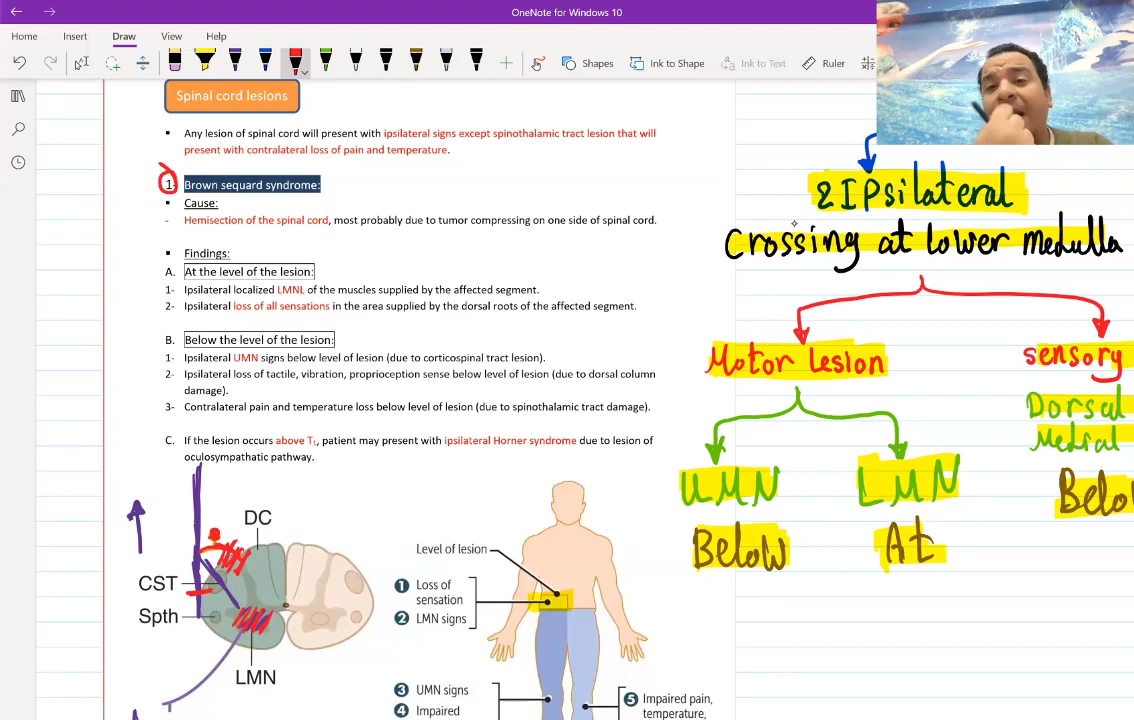 OneNote for Windows 10
Home Insert Draw View Help
Shapes Ink to Shape Ink to Text Ruler
Spinal cord lesions
▪ Any lesion of spinal cord will present with ipsilateral signs except spinothalamic tract lesion that will
present with contralateral loss of pain and temperature.
1- Brown sequard syndrome:
▪ Cause:
- Hemisection of the spinal cord, most probably due to tumor compressing on one side of spinal cord.
▪ Findings:
A. At the level of the lesion:
1- Ipsilateral localized LMNL of the muscles supplied by the affected segment.
2- Ipsilateral loss of all sensations in the area supplied by the dorsal roots of the affected segment.
B. Below the level of the lesion:
1- Ipsilateral UMN signs below level of lesion (due to corticospinal tract lesion).
2- Ipsilateral loss of tactile, vibration, proprioception sense below level of lesion (due to dorsal column
damage).
3- Contralateral pain and temperature loss below level of lesion (due to spinothalamic tract damage).
C. If the lesion occurs above T1, patient may present with ipsilateral Horner syndrome due to lesion of
oculosympathatic pathway.
DC
CST
Spth
LMN
Level of lesion
1 Loss of
sensation
2 LMN signs
3 UMN signs
4 Impaired
5 Impaired pain,
temperature,
2 IPsilateral
Crossing at lower medulla
Motor lesion
sensory
Dorsal
Medial
UMN
LMN
Below
At
Belo